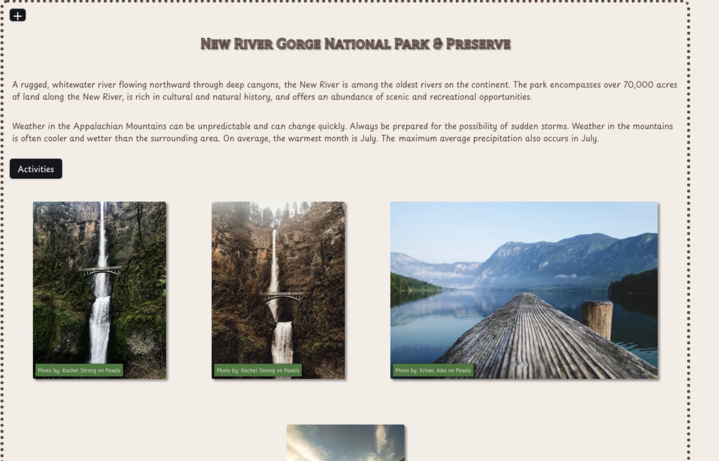 +
New River Gorge National Park & Preserve
A rugged, whitewater river flowing northward through deep canyons, the New River is among the oldest rivers on the continent. The park encompasses over 70,000 acres
of land along the New River, is rich in cultural and natural history, and offers an abundance of scenic and recreational opportunities.
Weather in the Appalachian Mountains can be unpredictable and can change quickly. Always be prepared for the possibility of sudden storms. Weather in the mountains
is often cooler and wetter than the surrounding area. On average, the warmest month is July. The maximum average precipitation also occurs in July.
Activities
Photo by: Rachel Strong on Pexels
Photo by: Rachel Strong on Pexels
Photo by: Krivec Ales on Pexels